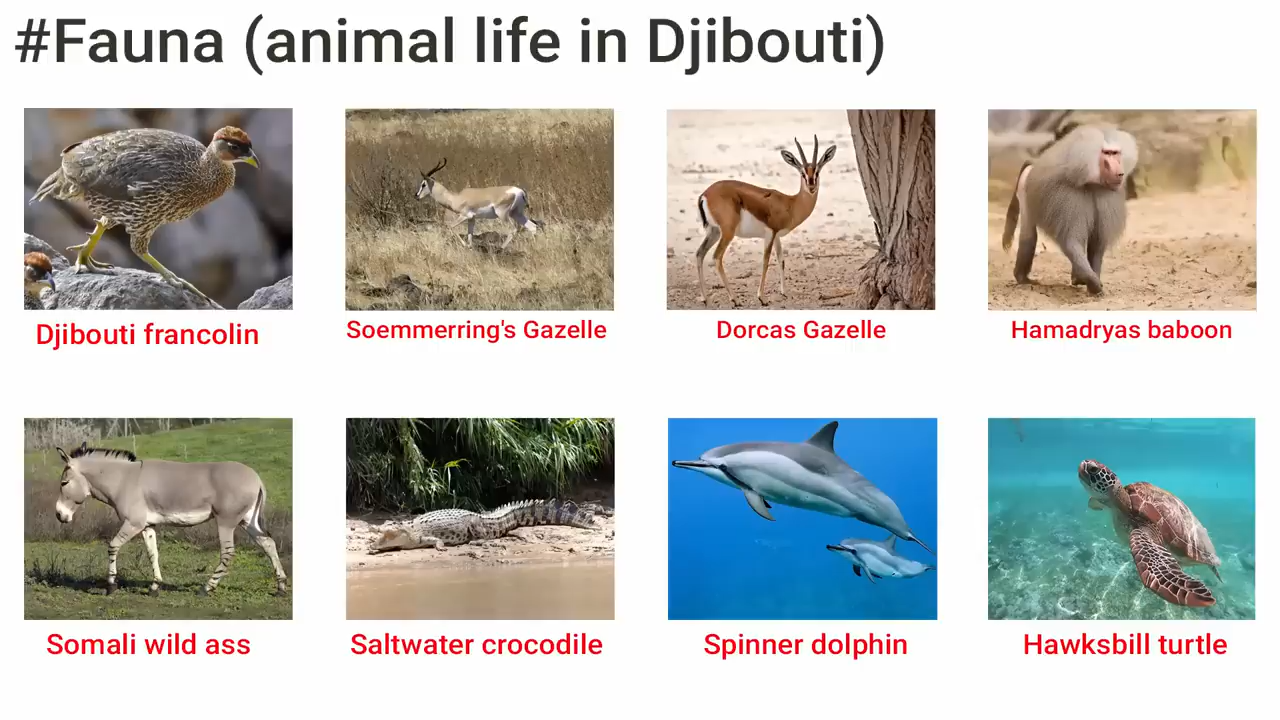 #Fauna (animal life in Djibouti)
Djibouti francolin
Soemmerring's Gazelle
Dorcas Gazelle
Hamadryas baboon
Somali wild ass
Saltwater crocodile
Spinner dolphin
Hawksbill turtle